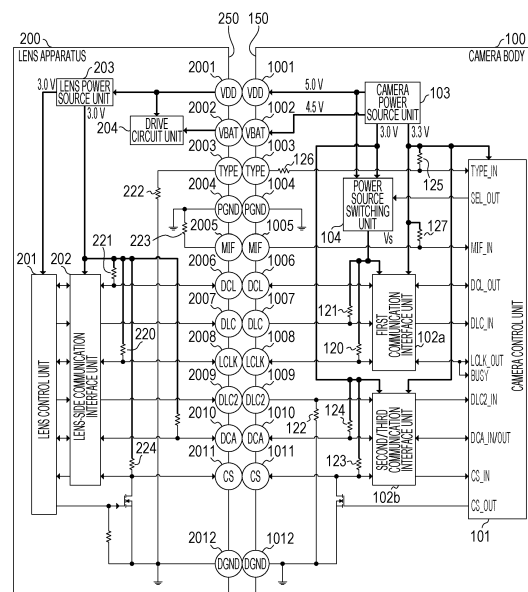 200
250
150
100
LENS APPARATUS
CAMERA BODY
203
3.0 V
LENS POWER
SOURCE UNIT
3.0 V
2001
VDD
VDD
1001
5.0 V
4.5 V
CAMERA
POWER
SOURCE UNIT
103
3.0 V
3.3 V
DRIVE
CIRCUIT UNIT
204
2002
VBAT
VBAT
1002
2003
TYPE
TYPE
1003
126
125
TYPE_IN
222
2004
PGND
PGND
1004
POWER
SOURCE
SWITCHING
UNIT
104
Vs
SEL_OUT
223
2005
MIF
MIF
1005
127
MIF_IN
201
202
221
2006
DCL
DCL
1006
DCL_OUT
2007
DLC
DLC
1007
121
FIRST
COMMUNICATION
INTERFACE UNIT
102a
DLC_IN
220
2008
LCLK
LCLK
1008
120
LCLK_OUT
BUSY
LENS CONTROL UNIT
LENS-SIDE COMMUNICATION
INTERFACE UNIT
CAMERA CONTROL UNIT
2009
DLC2
DLC2
1009
122
124
SECOND/THIRD
COMMUNICATION
INTERFACE UNIT
102b
DLC2_IN
2010
DCA
DCA
1010
DCA_IN/OUT
224
2011
CS
CS
1011
123
CS_IN
CS_OUT
101
2012
DGND
DGND
1012